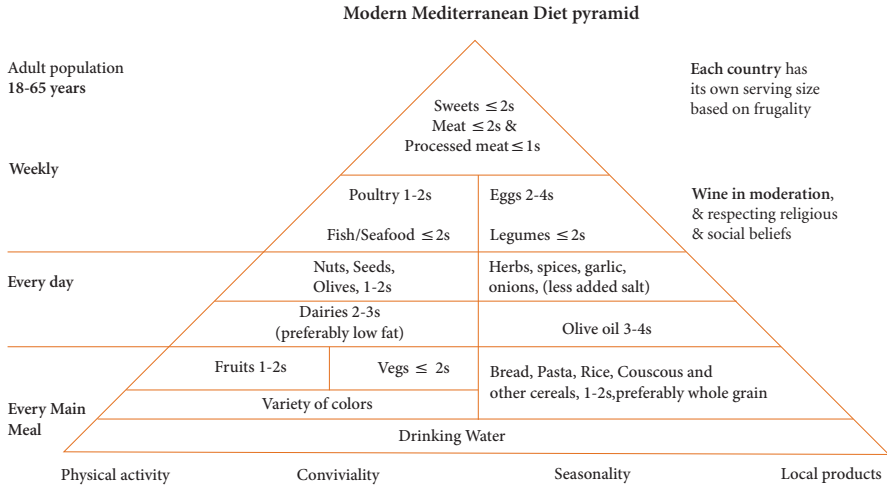 Modern Mediterranean Diet pyramid
Adult population
18-65 years
Each country has
its own serving size
based on frugality
Sweets ≤2s
Meat ≤2s &
Processed meat≤1s
Weekly
Poultry 1-2s
Eggs 2-4s
Fish/Seafood ≤2s
Legumes ≤2s
Wine in moderation,
& respecting religious
& social beliefs
Every day
Nuts, Seeds,
Olives, 1-2s
Herbs, spices, garlic,
onions, (less added salt)
Dairies 2-3s
(preferably low fat)
Olive oil 3-4s
Every Main
Meal
Fruits 1-2s
Vegs ≤ 2s
Variety of colors
Bread, Pasta, Rice, Couscous and
other cereals, 1-2s,preferably whole grain
Drinking Water
Physical activity
Conviviality
Seasonality
Local products